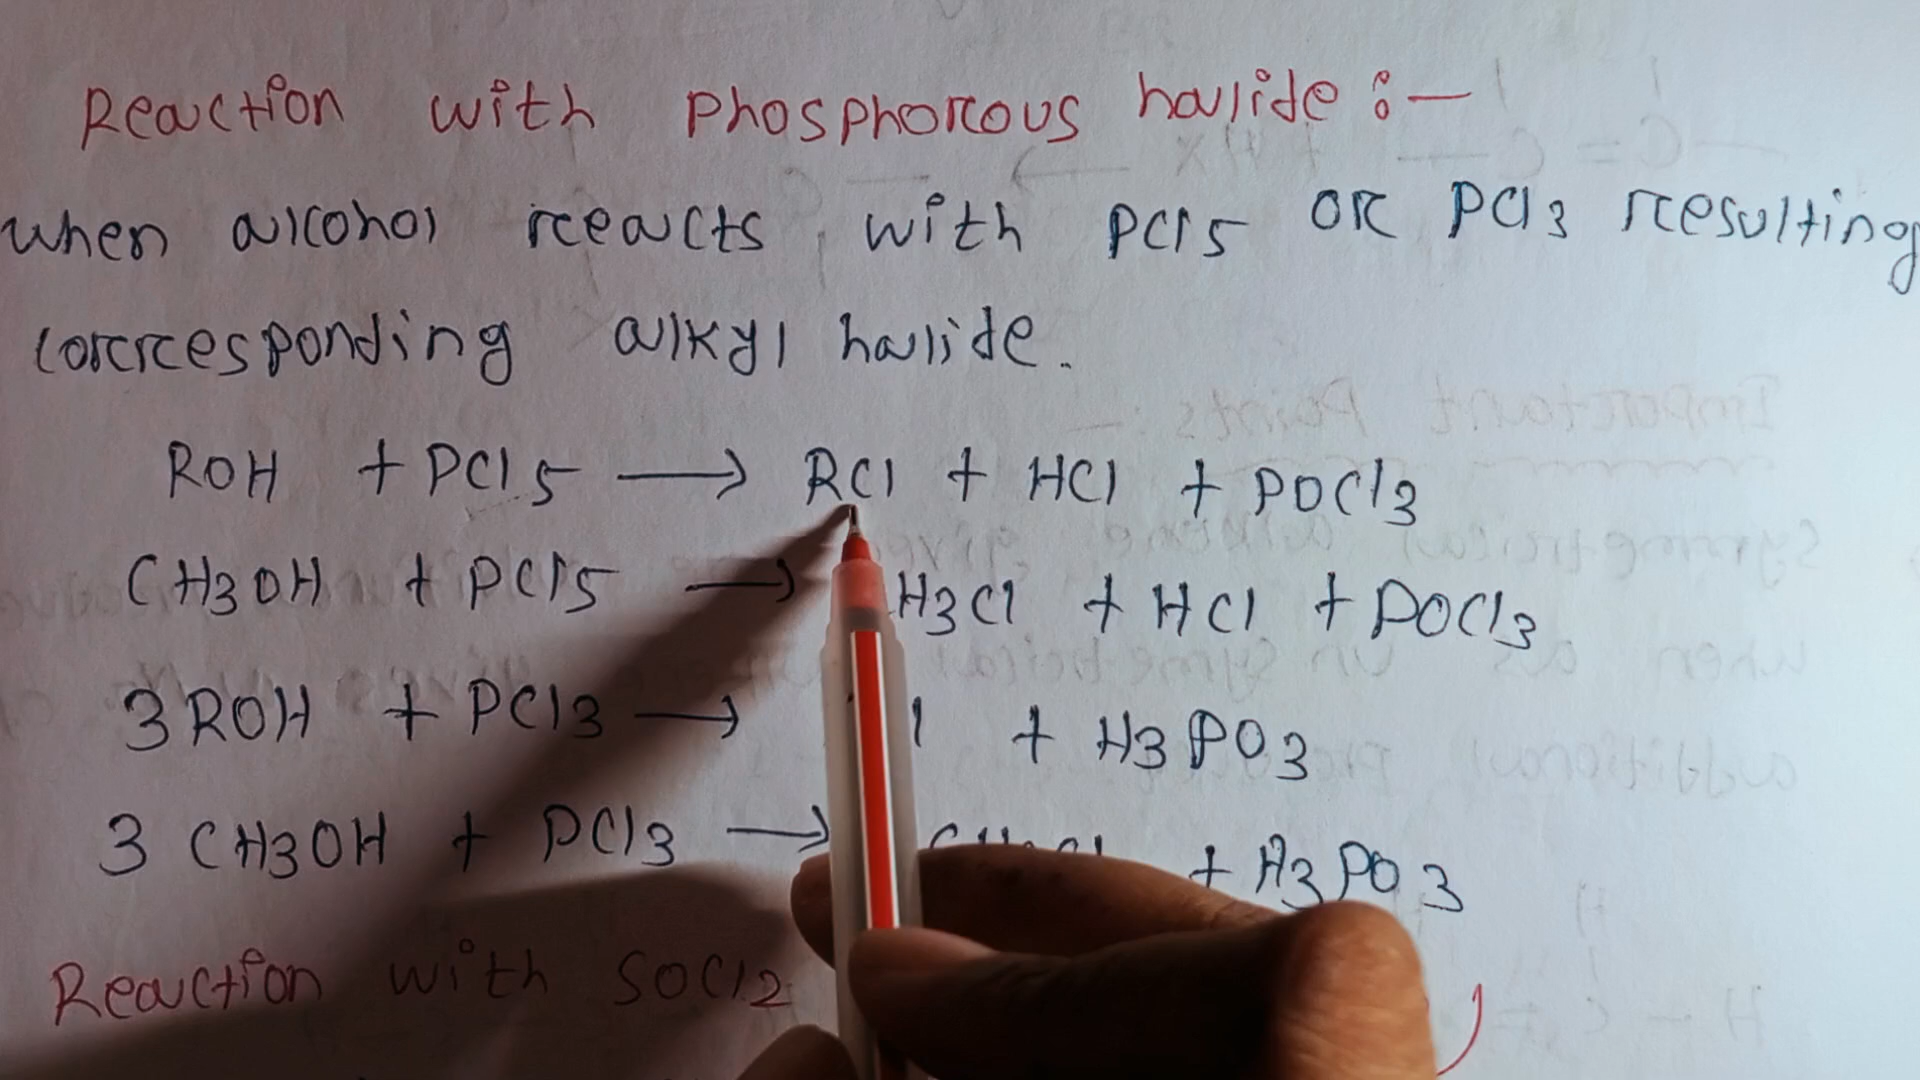 Reaction with Phosphorous halide :-
when alcohol reacts with PCl5 or PCl3 resulting
corresponding alkyl halide.
ROH + PCl5 → RCl + HCl + POCl3
CH3OH + PCl5 → H3Cl + HCl + POCl3
3ROH + PCl3 → l + H3PO3
3 CH3OH + PCl3 → + H3PO3
Reaction with SOCl2